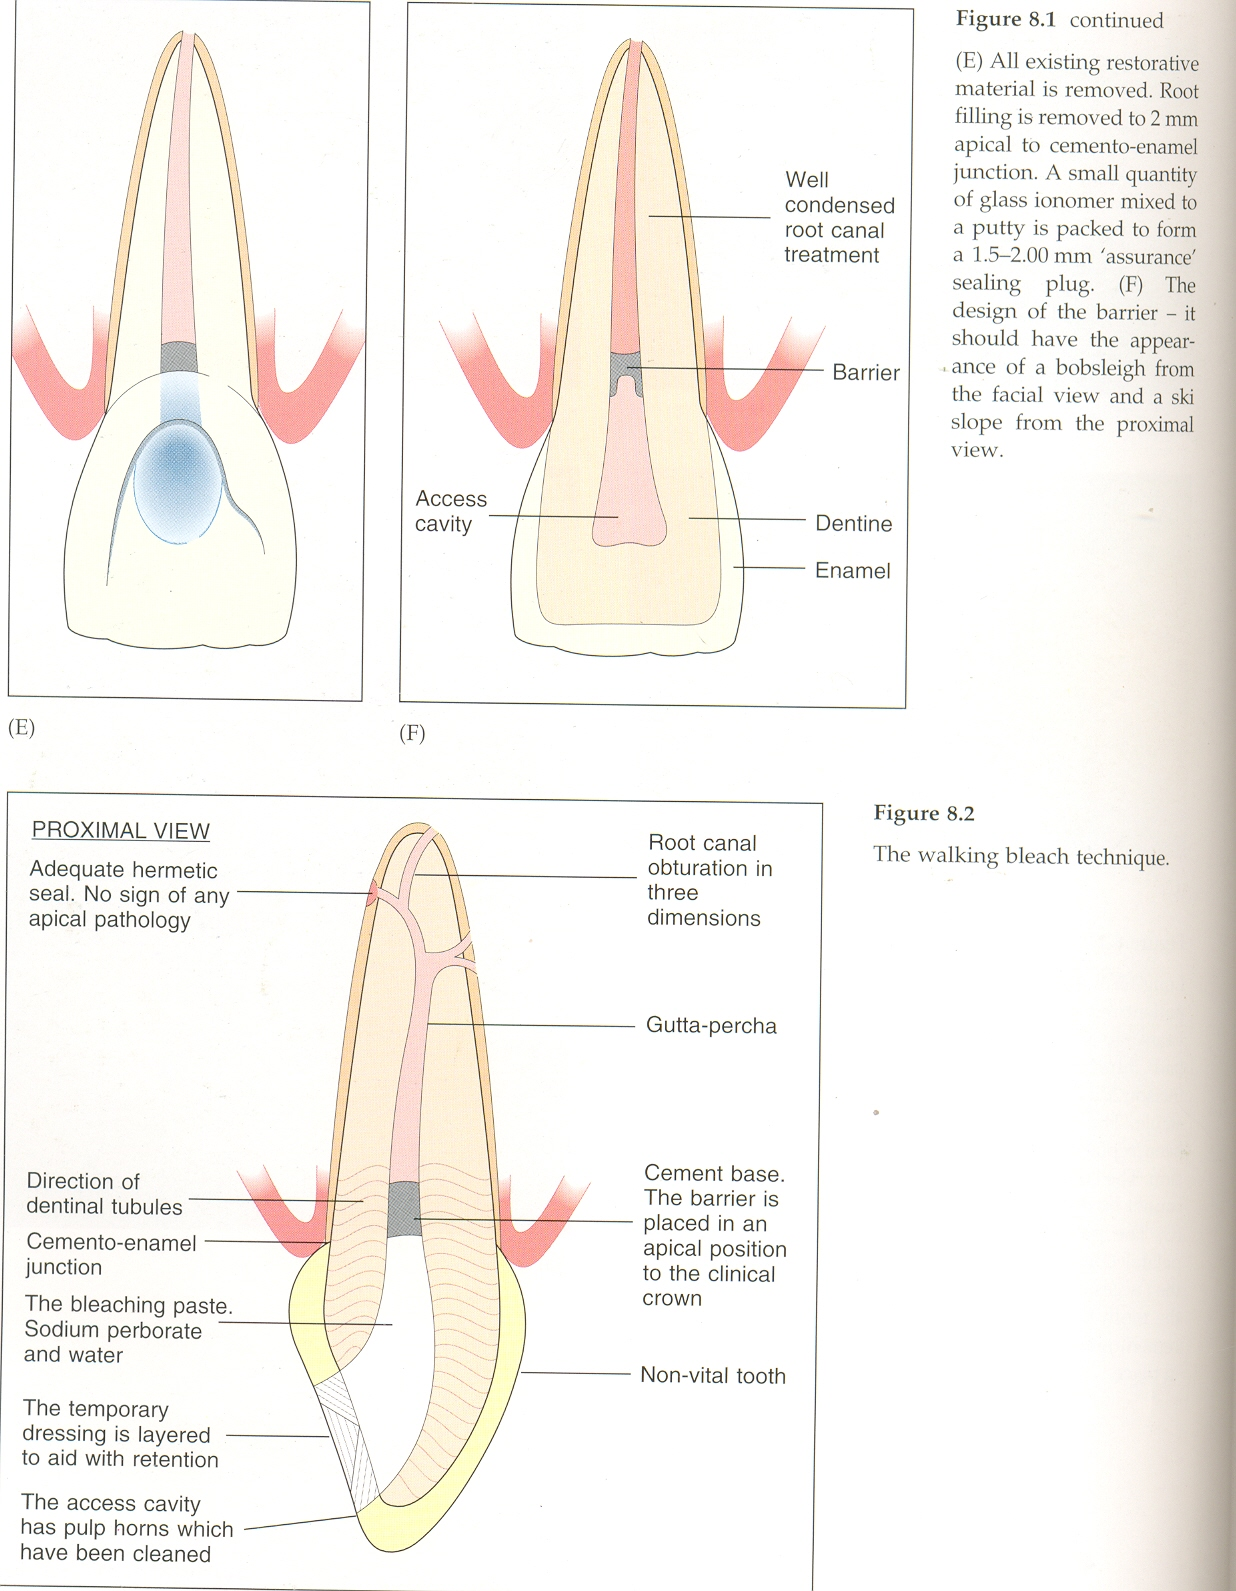 Figure 8.1 continued
(E) All existing restorative
material is removed. Root
filling is removed to 2 mm
apical to cemento-enamel
junction. A small quantity
of glass ionomer mixed to
a putty is packed to form
a 1.5–2.00 mm ‘assurance’
sealing plug. (F) The
design of the barrier – it
should have the appear-
ance of a bobsleigh from
the facial view and a ski
slope from the proximal
view.
Well
condensed
root canal
treatment
Barrier
Access
cavity
Dentine
Enamel
(E)
(F)
Figure 8.2
The walking bleach technique.
PROXIMAL VIEW
Adequate hermetic
seal. No sign of any
apical pathology
Root canal
obturation in
three
dimensions
Gutta-percha
Direction of
dentinal tubules
Cemento-enamel
junction
The bleaching paste.
Sodium perborate
and water
The temporary
dressing is layered
to aid with retention
The access cavity
has pulp horns which
have been cleaned
Cement base.
The barrier is
placed in an
apical position
to the clinical
crown
Non-vital tooth